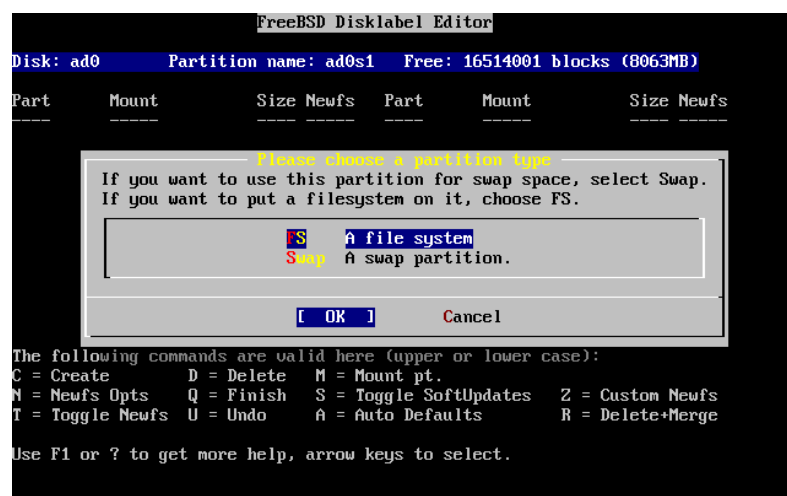 FreeBSD Disklabel Editor
Disk: ad0 Partition name: ad0s1 Free: 16514001 blocks (8063MB)
Part Mount Size Newfs Part Mount Size Newfs
---- ----- ---- ----- ---- ----- ---- -----
Please choose a partition type
If you want to use this partition for swap space, select Swap.
If you want to put a filesystem on it, choose FS.
FS A file system
Swap A swap partition.
[ OK ] Cancel
The following commands are valid here (upper or lower case):
C = Create D = Delete M = Mount pt.
N = Newfs Opts Q = Finish S = Toggle SoftUpdates Z = Custom Newfs
T = Toggle Newfs U = Undo A = Auto Defaults R = Delete+Merge
Use F1 or ? to get more help, arrow keys to select.